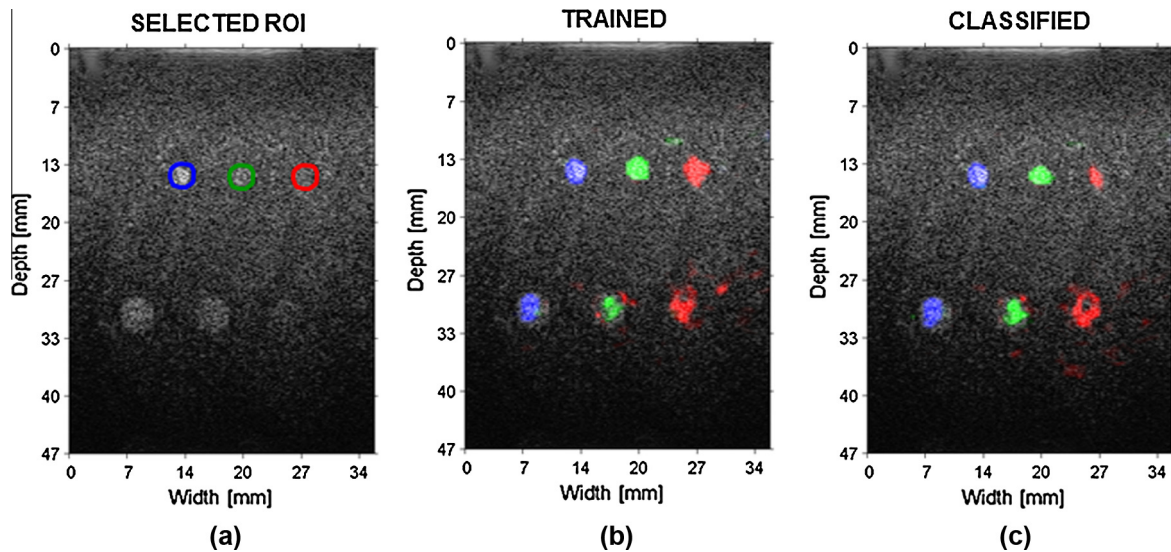 SELECTED ROI
TRAINED
CLASSIFIED
0
7
13
20
27
33
40
47
Depth [mm]
0 7 14 20 27 34
Width [mm]
(a)
0
7
13
20
27
33
40
47
Depth [mm]
0 7 14 20 27 34
Width [mm]
(b)
0
7
13
20
27
33
40
47
Depth [mm]
0 7 14 20 27 34
Width [mm]
(c)